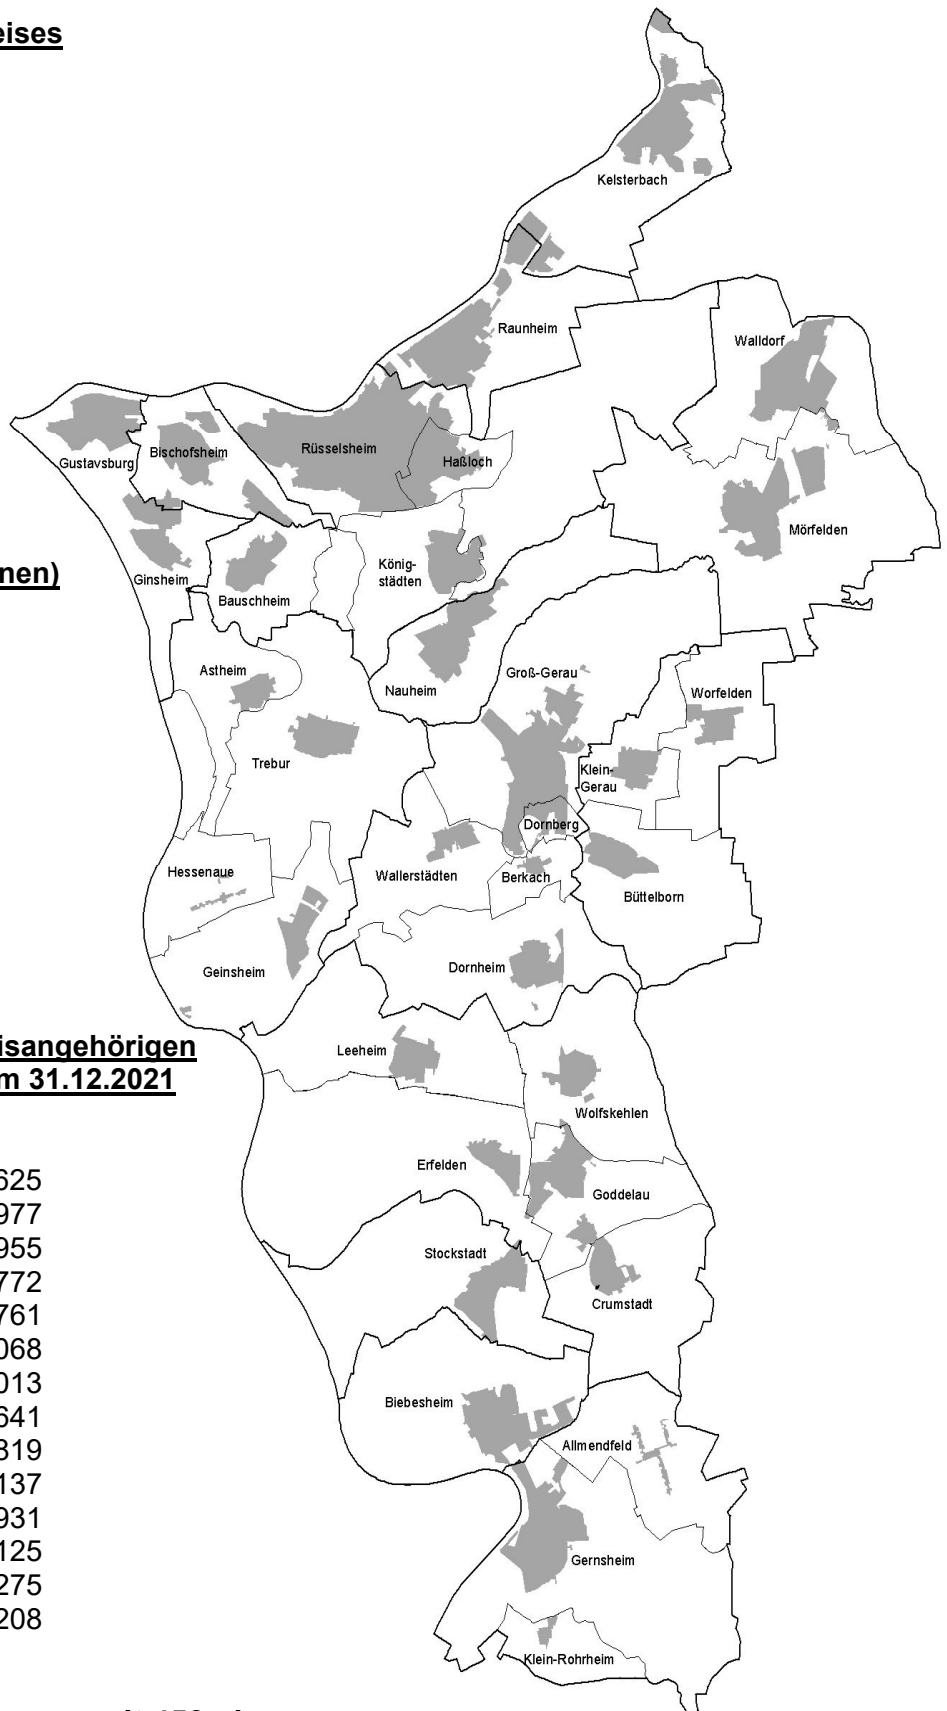 eises
Kelsterbach
Raunheim
Walldorf
Rüsselsheim
Bischofsheim
Gustavsburg
Haßloch
Mörfelden
König-
städten
nen)
Ginsheim
Bauschheim
Astheim
Groß-Gerau
Nauheim
Worfelden
Trebur
Klein-
Gerau
Dornberg
Hessenaue
Wallerstädten
Berkach
Büttelborn
Geinsheim
Dornheim
isangehörigen
m 31.12.2021
Leeheim
Wolfskehlen
Erfelden
Goddelau
Stockstadt
Crumstadt
Biebesheim
Allmendfeld
Gernsheim
Klein-Rohrheim
625
977
955
772
761
068
013
641
819
137
931
125
275
208